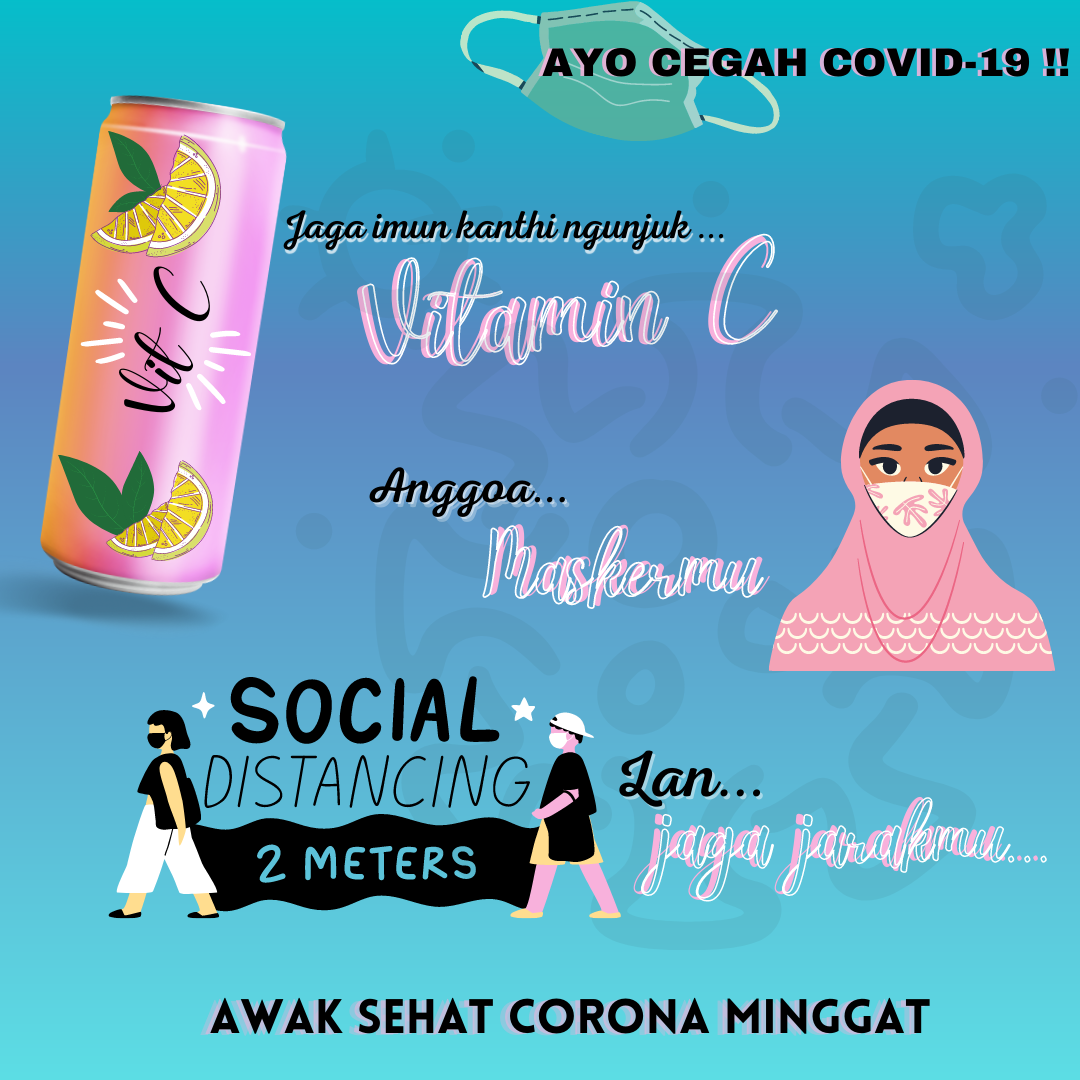 AYO CEGAH COVID-19 !!
Vit C
Jaga imun kanthi ngunjuk ...
Vitamin C
Anggoa...
Maskermu
SOCIAL
DISTANCING
2 METERS
Lan...
jaga jarakmu....
AWAK SEHAT CORONA MINGGAT